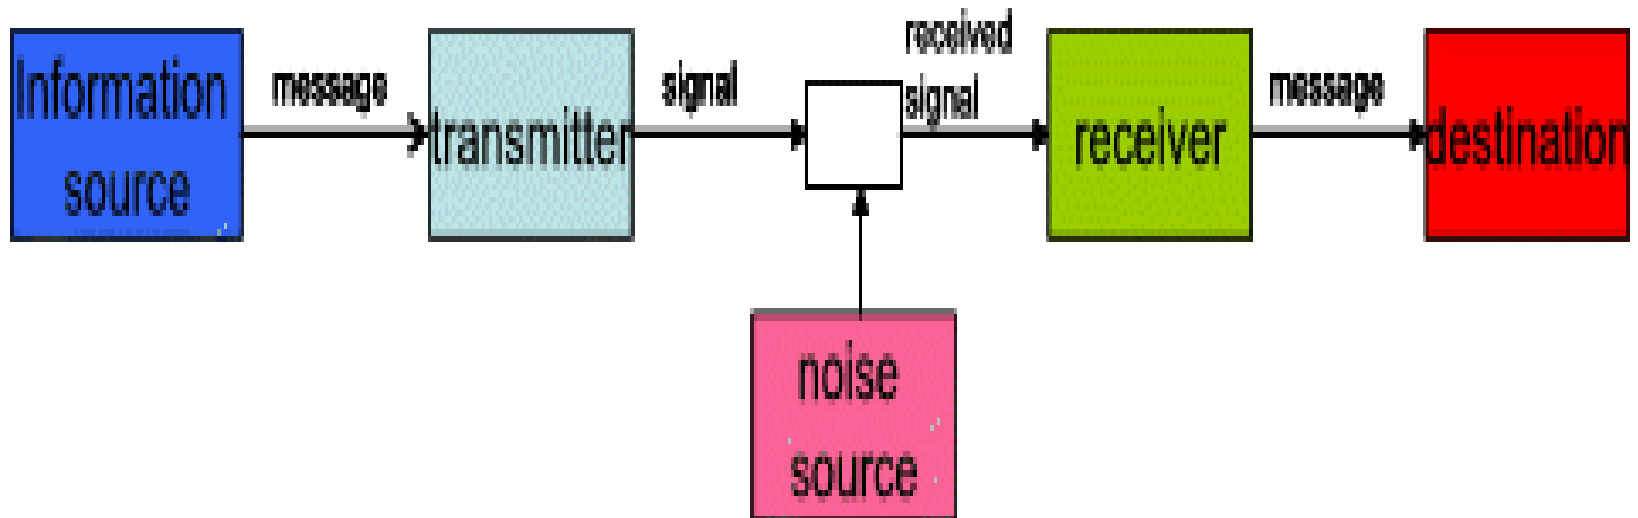 Information
source
message
transmitter
signal
received
signal
receiver
message
destination
noise
source